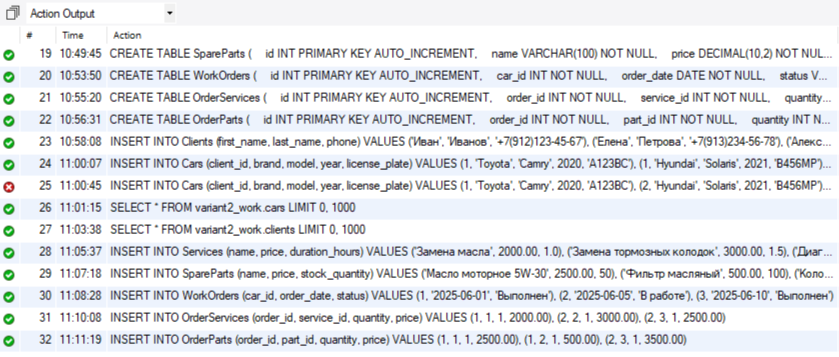 Action Output
# Time Action
19 10:49:45 CREATE TABLE SpareParts ( id INT PRIMARY KEY AUTO_INCREMENT, name VARCHAR(100) NOT NULL, price DECIMAL(10,2) NOT NUL...
20 10:53:50 CREATE TABLE WorkOrders ( id INT PRIMARY KEY AUTO_INCREMENT, car_id INT NOT NULL, order_date DATE NOT NULL, status V...
21 10:55:20 CREATE TABLE OrderServices ( id INT PRIMARY KEY AUTO_INCREMENT, order_id INT NOT NULL, service_id INT NOT NULL, quantity...
22 10:56:31 CREATE TABLE OrderParts ( id INT PRIMARY KEY AUTO_INCREMENT, order_id INT NOT NULL, part_id INT NOT NULL, quantity INT N...
23 10:58:08 INSERT INTO Clients (first_name, last_name, phone) VALUES ('Иван', 'Иванов', '+7(912)123-45-67'), ('Елена', 'Петрова', '+7(913)234-56-78'), ('Алекс...
24 11:00:07 INSERT INTO Cars (client_id, brand, model, year, license_plate) VALUES (1, 'Toyota', 'Camry', 2020, 'A123BC'), (1, 'Hyundai', 'Solaris', 2021, 'B456MP')...
25 11:00:45 INSERT INTO Cars (client_id, brand, model, year, license_plate) VALUES (1, 'Toyota', 'Camry', 2020, 'A123BC'), (2, 'Hyundai', 'Solaris', 2021, 'B456MP')...
26 11:01:15 SELECT * FROM variant2_work.cars LIMIT 0, 1000
27 11:03:38 SELECT * FROM variant2_work.clients LIMIT 0, 1000
28 11:05:37 INSERT INTO Services (name, price, duration_hours) VALUES ('Замена масла', 2000.00, 1.0), ('Замена тормозных колодок', 3000.00, 1.5), ('Диаг...
29 11:07:18 INSERT INTO SpareParts (name, price, stock_quantity) VALUES ('Масло моторное 5W-30', 2500.00, 50), ('Фильтр масляный', 500.00, 100), ('Коло...
30 11:08:28 INSERT INTO WorkOrders (car_id, order_date, status) VALUES (1, '2025-06-01', 'Выполнен'), (2, '2025-06-05', 'В работе'), (3, '2025-06-10', 'Выполнен')
31 11:10:08 INSERT INTO OrderServices (order_id, service_id, quantity, price) VALUES (1, 1, 1, 2000.00), (2, 2, 1, 3000.00), (2, 3, 1, 2500.00)
32 11:11:19 INSERT INTO OrderParts (order_id, part_id, quantity, price) VALUES (1, 1, 1, 2500.00), (1, 2, 1, 500.00), (2, 3, 1, 3500.00)